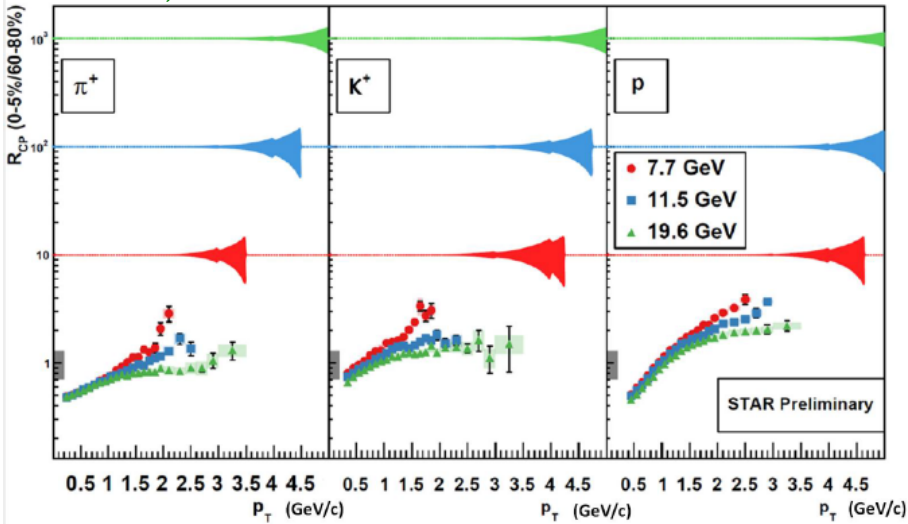 R_CP (0-5%/60-80%)
10³
10²
10
1
π⁺
K⁺
p
7.7 GeV
11.5 GeV
19.6 GeV
STAR Preliminary
0.5 1 1.5 2 2.5 3 3.5 4 4.5
0.5 1 1.5 2 2.5 3 3.5 4 4.5
0.5 1 1.5 2 2.5 3 3.5 4 4.5
p_T (GeV/c)
p_T (GeV/c)
p_T (GeV/c)